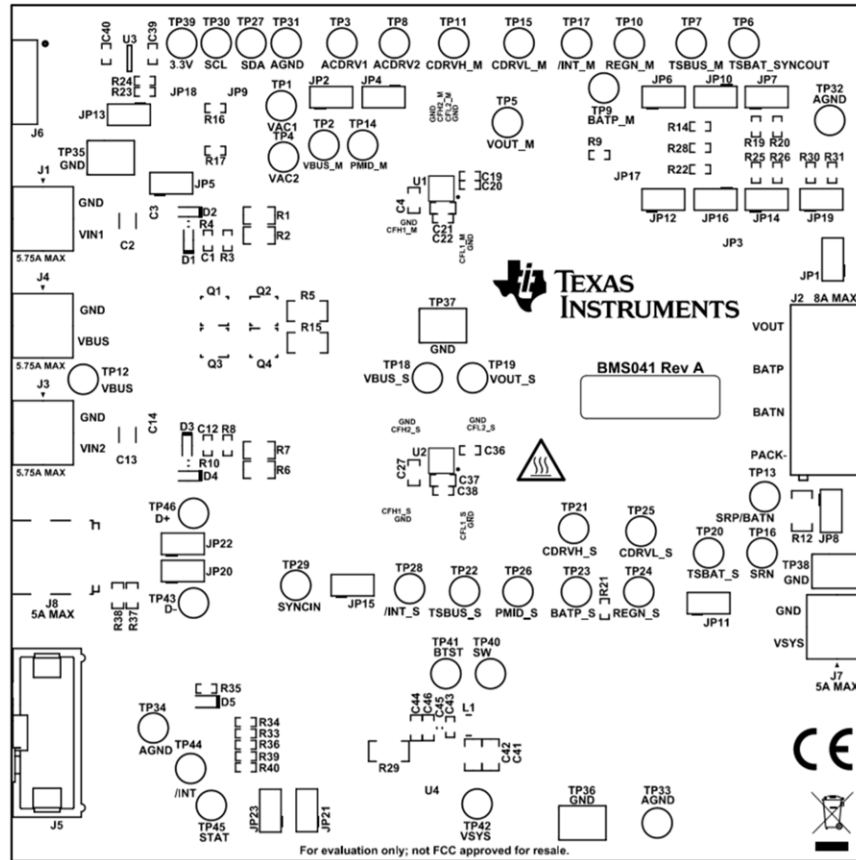 C40
U3
C39
TP39
3.3V
TP30
SCL
TP27
SDA
TP31
AGND
TP3
ACDRV1
TP8
ACDRV2
TP11
CDRVH_M
TP15
CDRVL_M
TP17
/INT_M
TP10
REGN_M
TP7
TSBUS_M
TP6
TSBAT_SYNCOUT
J6
R24
R23
JP13
JP18
JP9
R16
R17
TP1
VAC1
TP4
VAC2
JP2
JP4
TP2
VBUS_M
TP14
PMID_M
GND
CFH2_M
CFL2_M
GND
TP5
VOUT_M
TP9
BATP_M
R9
JP6
JP10
JP7
TP32
AGND
R14
R28
R22
R19
R20
R25
R26
R30
R31
JP17
JP12
JP16
JP14
JP19
JP3
JP1
TP35
GND
JP5
J1
GND
VIN1
5.75A MAX
C2
C3
D2
R4
D1
C1
R3
R1
R2
U1
C19
C20
C4
C21
C22
GND
CFH1_M
CFL1_M
GND
TEXAS
INSTRUMENTS
J2
8A MAX
VOUT
BATP
BATN
PACK-
J4
GND
VBUS
5.75A MAX
Q1
Q2
Q3
Q4
R5
R15
TP37
GND
TP12
VBUS
TP18
VBUS_S
TP19
VOUT_S
BMS041 Rev A
J3
GND
VIN2
5.75A MAX
C14
C13
D3
C12
R8
R10
D4
R7
R6
GND
CFH2_S
GND
CFL2_S
U2
C36
C27
C37
C38
CFH1_S
GND
CFL1_S
GND
TP13
SRP/BATN
R12
JP8
TP46
D+
JP22
JP20
TP43
D-
J8
5A MAX
R38
R37
TP21
CDRVH_S
TP25
CDRVL_S
TP20
TSBAT_S
TP16
SRN
TP38
GND
TP29
SYNCIN
JP15
TP28
/INT_S
TP22
TSBUS_S
TP26
PMID_S
TP23
BATP_S
R21
TP24
REGN_S
JP11
GND
VSYS
J7
5A MAX
TP41
BTST
TP40
SW
R35
D5
TP34
AGND
R34
R33
R36
R39
R40
C44
C46
C45
C43
L1
C42
C41
R29
U4
TP44
/INT
TP45
STAT
JP23
JP21
TP42
VSYS
TP36
GND
TP33
AGND
CE
J5
For evaluation only; not FCC approved for resale.